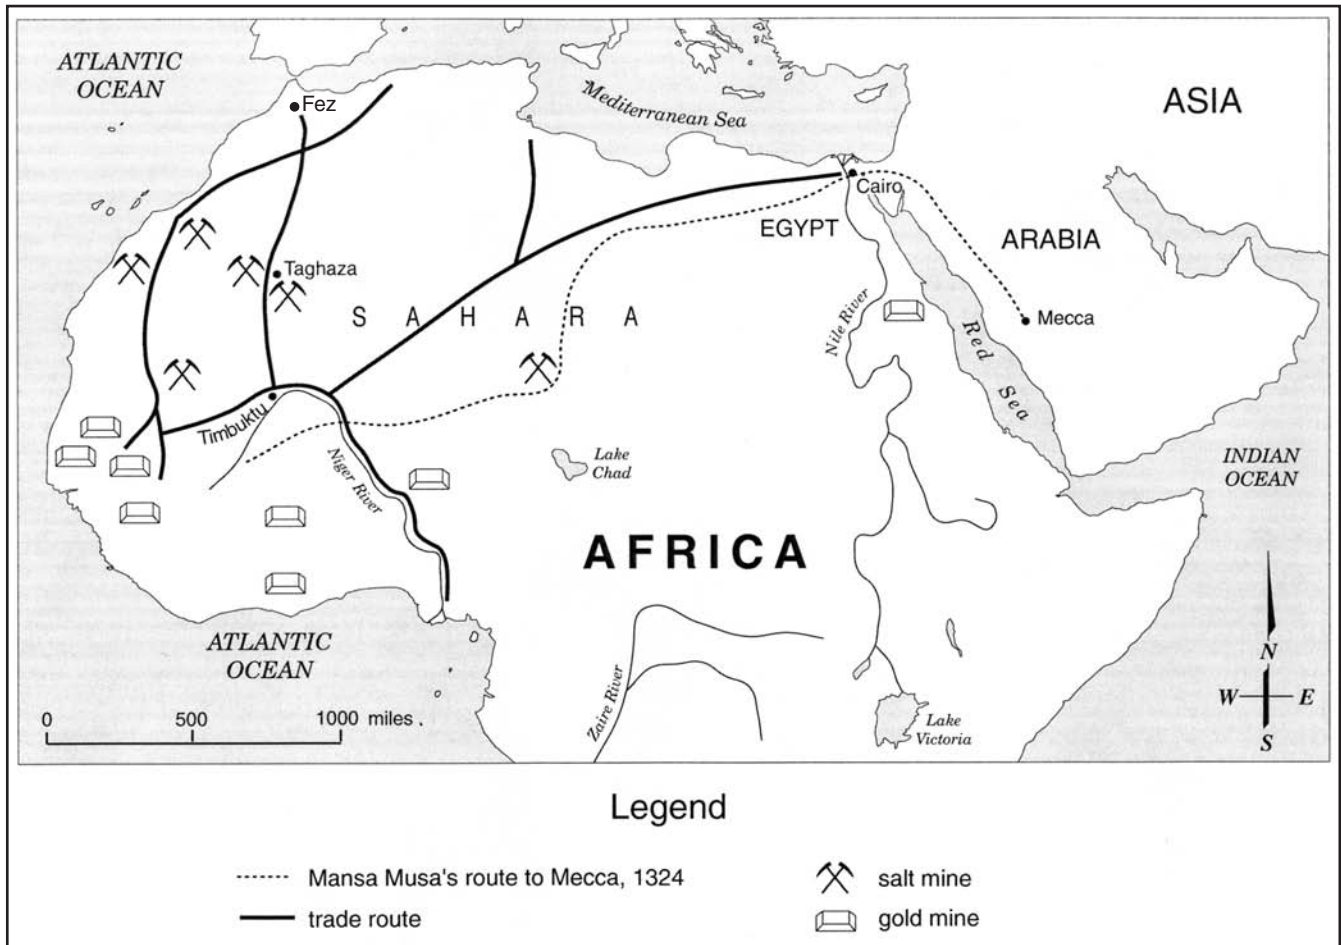 ATLANTIC
OCEAN
Fez
Mediterranean Sea
ASIA
Cairo
EGYPT
ARABIA
Taghaza
SAHARA
Nile River
Red Sea
Mecca
Timbuktu
Niger River
Lake
Chad
INDIAN
OCEAN
AFRICA
ATLANTIC
OCEAN
Zaire River
Lake
Victoria
0 500 1000 miles
N
W E
S
Legend
Mansa Musa's route to Mecca, 1324
salt mine
trade route
gold mine